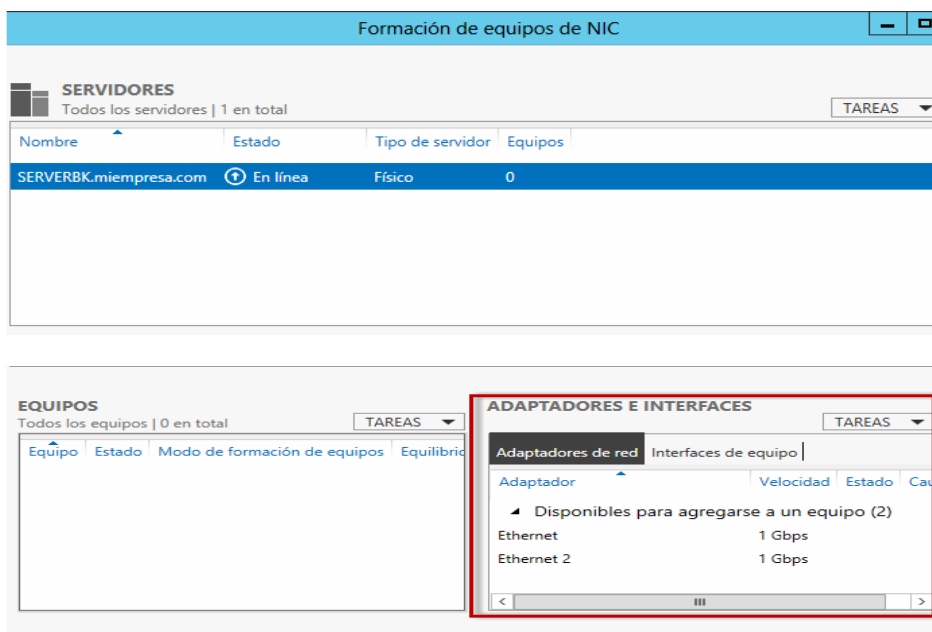 Formación de equipos de NIC
SERVIDORES
Todos los servidores | 1 en total
TAREAS
Nombre Estado Tipo de servidor Equipos
SERVERBK.miempresa.com En línea Físico 0
EQUIPOS
Todos los equipos | 0 en total
TAREAS
Equipo Estado Modo de formación de equipos Equilibric
ADAPTADORES E INTERFACES
TAREAS
Adaptadores de red Interfaces de equipo
Adaptador Velocidad Estado Cau
Disponibles para agregarse a un equipo (2)
Ethernet 1 Gbps
Ethernet 2 1 Gbps